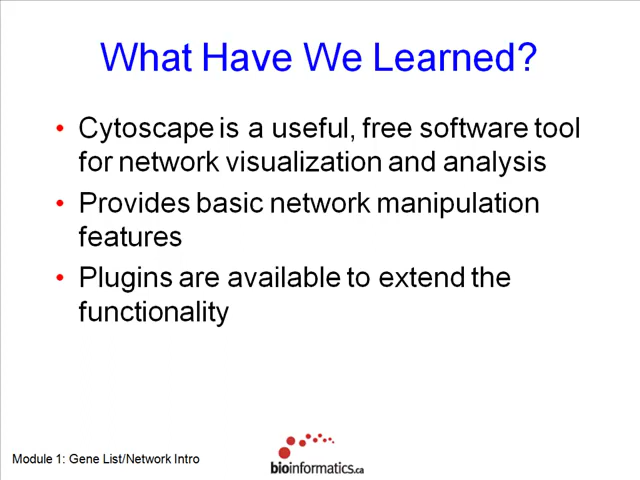 What Have We Learned?
• Cytoscape is a useful, free software tool
for network visualization and analysis
• Provides basic network manipulation
features
• Plugins are available to extend the
functionality
Module 1: Gene List/Network Intro
bioinformatics.ca